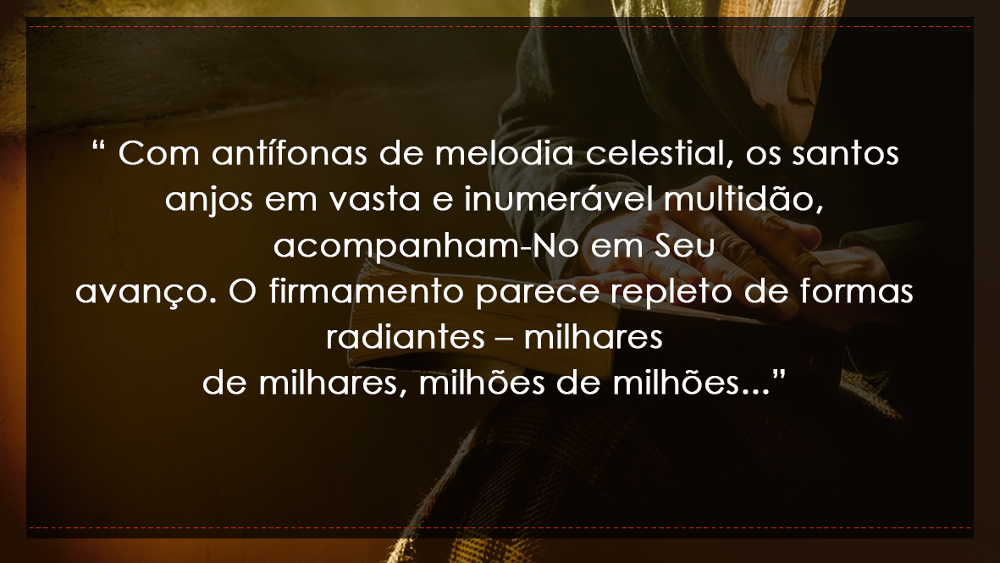 “ Com antífonas de melodia celestial, os santos
anjos em vasta e inumerável multidão,
acompanham-No em Seu
avanço. O firmamento parece repleto de formas
radiantes – milhares
de milhares, milhões de milhões...”